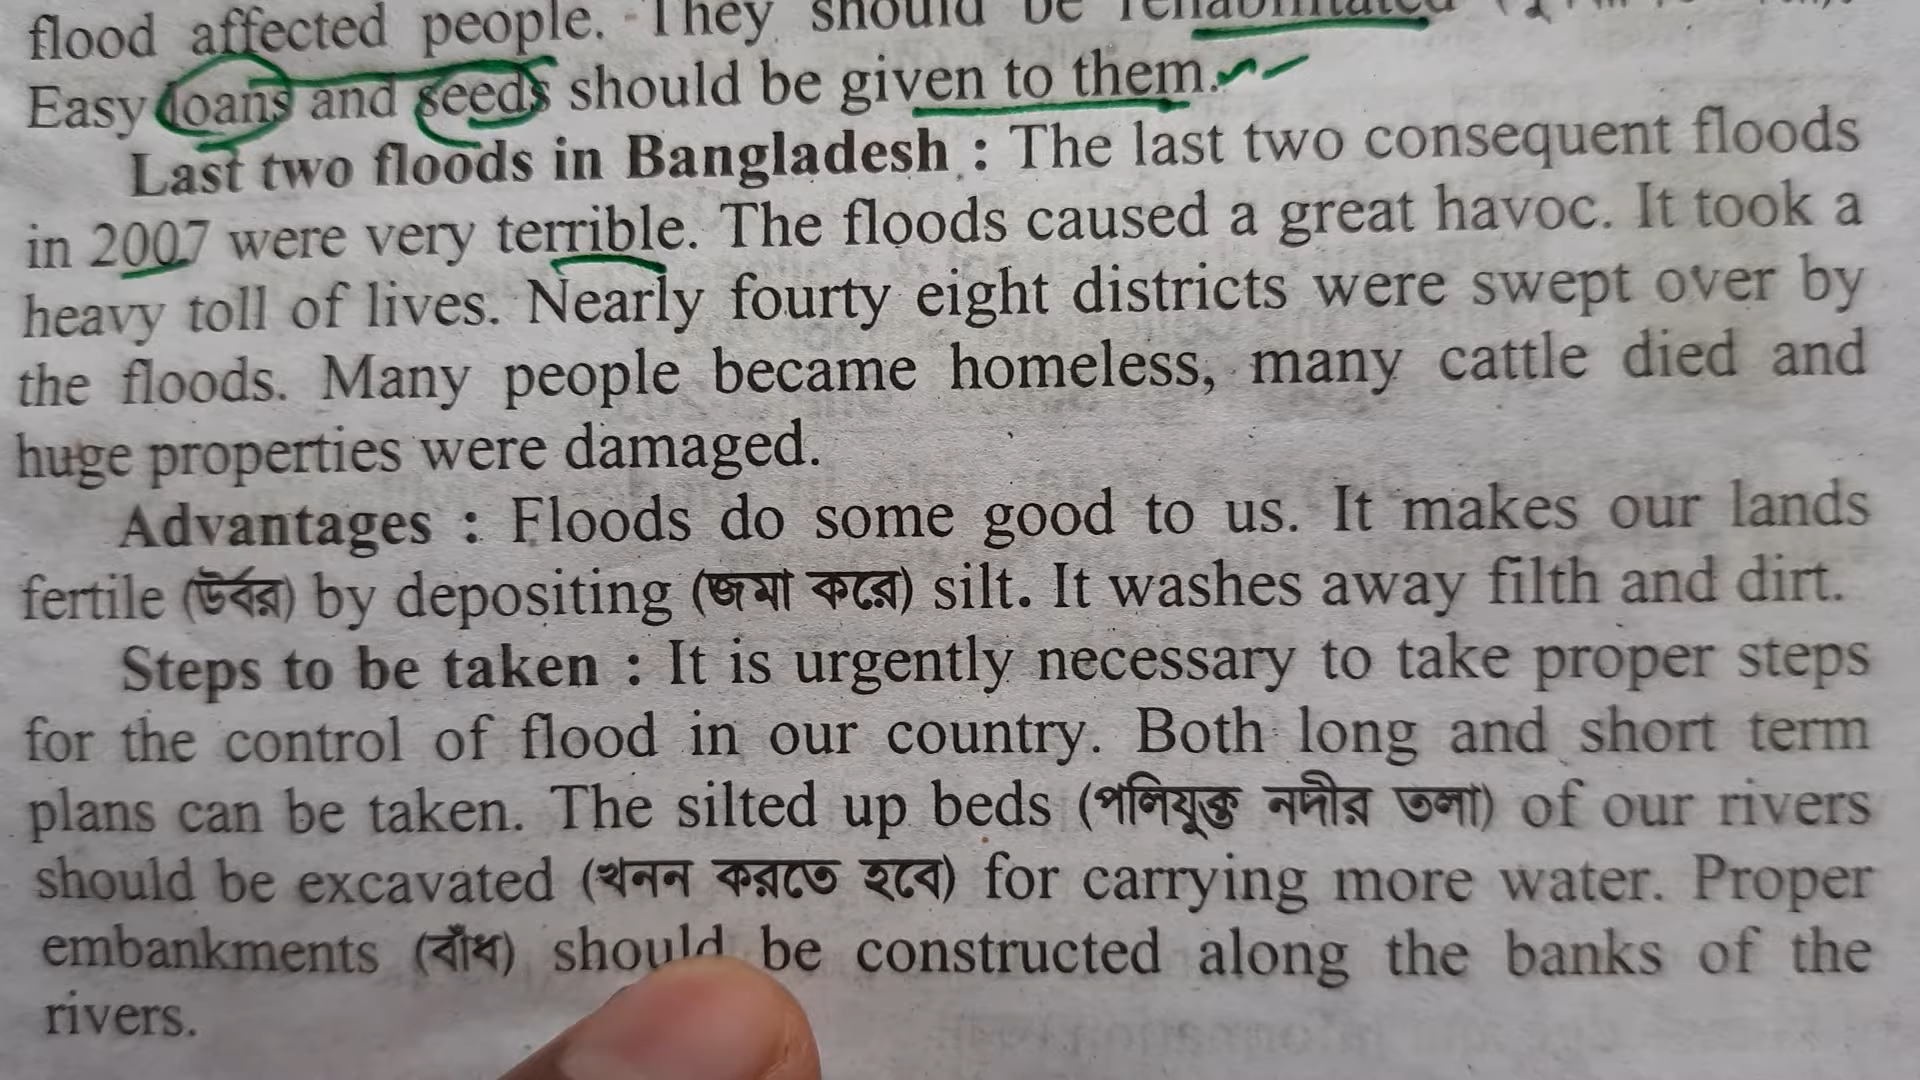 flood affected people. They should be rehabilitated
Easy loans and seeds should be given to them.
Last two floods in Bangladesh : The last two consequent floods
in 2007 were very terrible. The floods caused a great havoc. It took a
heavy toll of lives. Nearly fourty eight districts were swept over by
the floods. Many people became homeless, many cattle died and
huge properties were damaged.
Advantages : Floods do some good to us. It makes our lands
fertile (উর্বর) by depositing (জমা করে) silt. It washes away filth and dirt.
Steps to be taken : It is urgently necessary to take proper steps
for the control of flood in our country. Both long and short term
plans can be taken. The silted up beds (পলিযুক্ত নদীর তলা) of our rivers
should be excavated (খনন করতে হবে) for carrying more water. Proper
embankments (বাঁধ) should be constructed along the banks of the
rivers.